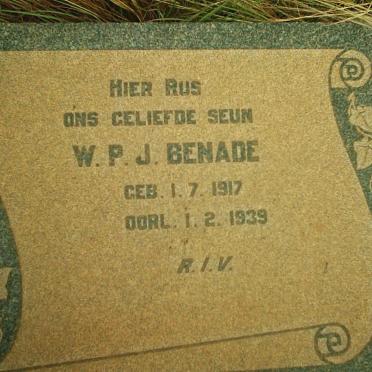 HIER RUS
ONS GELIEFDE SEUN
W. P. J. BENADE
GEB. 1. 7. 1917
OORL. 1. 2. 1939
R.I.V.